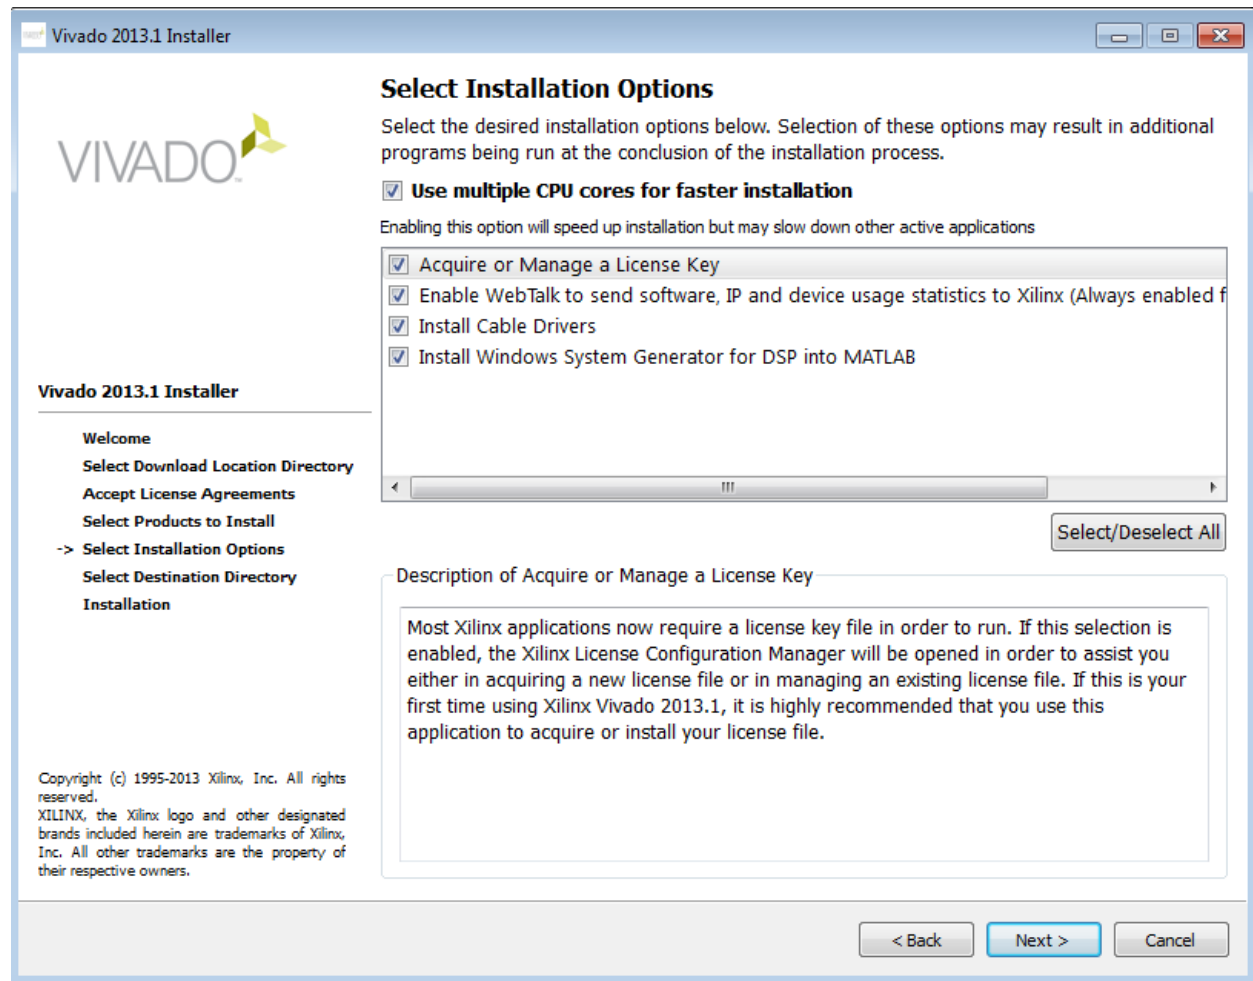 Vivado 2013.1 Installer
VIVADO
Select Installation Options
Select the desired installation options below. Selection of these options may result in additional
programs being run at the conclusion of the installation process.
Use multiple CPU cores for faster installation
Enabling this option will speed up installation but may slow down other active applications
Acquire or Manage a License Key
Enable WebTalk to send software, IP and device usage statistics to Xilinx (Always enabled f
Install Cable Drivers
Install Windows System Generator for DSP into MATLAB
Select/Deselect All
Vivado 2013.1 Installer
Welcome
Select Download Location Directory
Accept License Agreements
Select Products to Install
-> Select Installation Options
Select Destination Directory
Installation
Description of Acquire or Manage a License Key
Most Xilinx applications now require a license key file in order to run. If this selection is
enabled, the Xilinx License Configuration Manager will be opened in order to assist you
either in acquiring a new license file or in managing an existing license file. If this is your
first time using Xilinx Vivado 2013.1, it is highly recommended that you use this
application to acquire or install your license file.
Copyright (c) 1995-2013 Xilinx, Inc. All rights
reserved.
XILINX, the Xilinx logo and other designated
brands included herein are trademarks of Xilinx,
Inc. All other trademarks are the property of
their respective owners.
< Back
Next >
Cancel